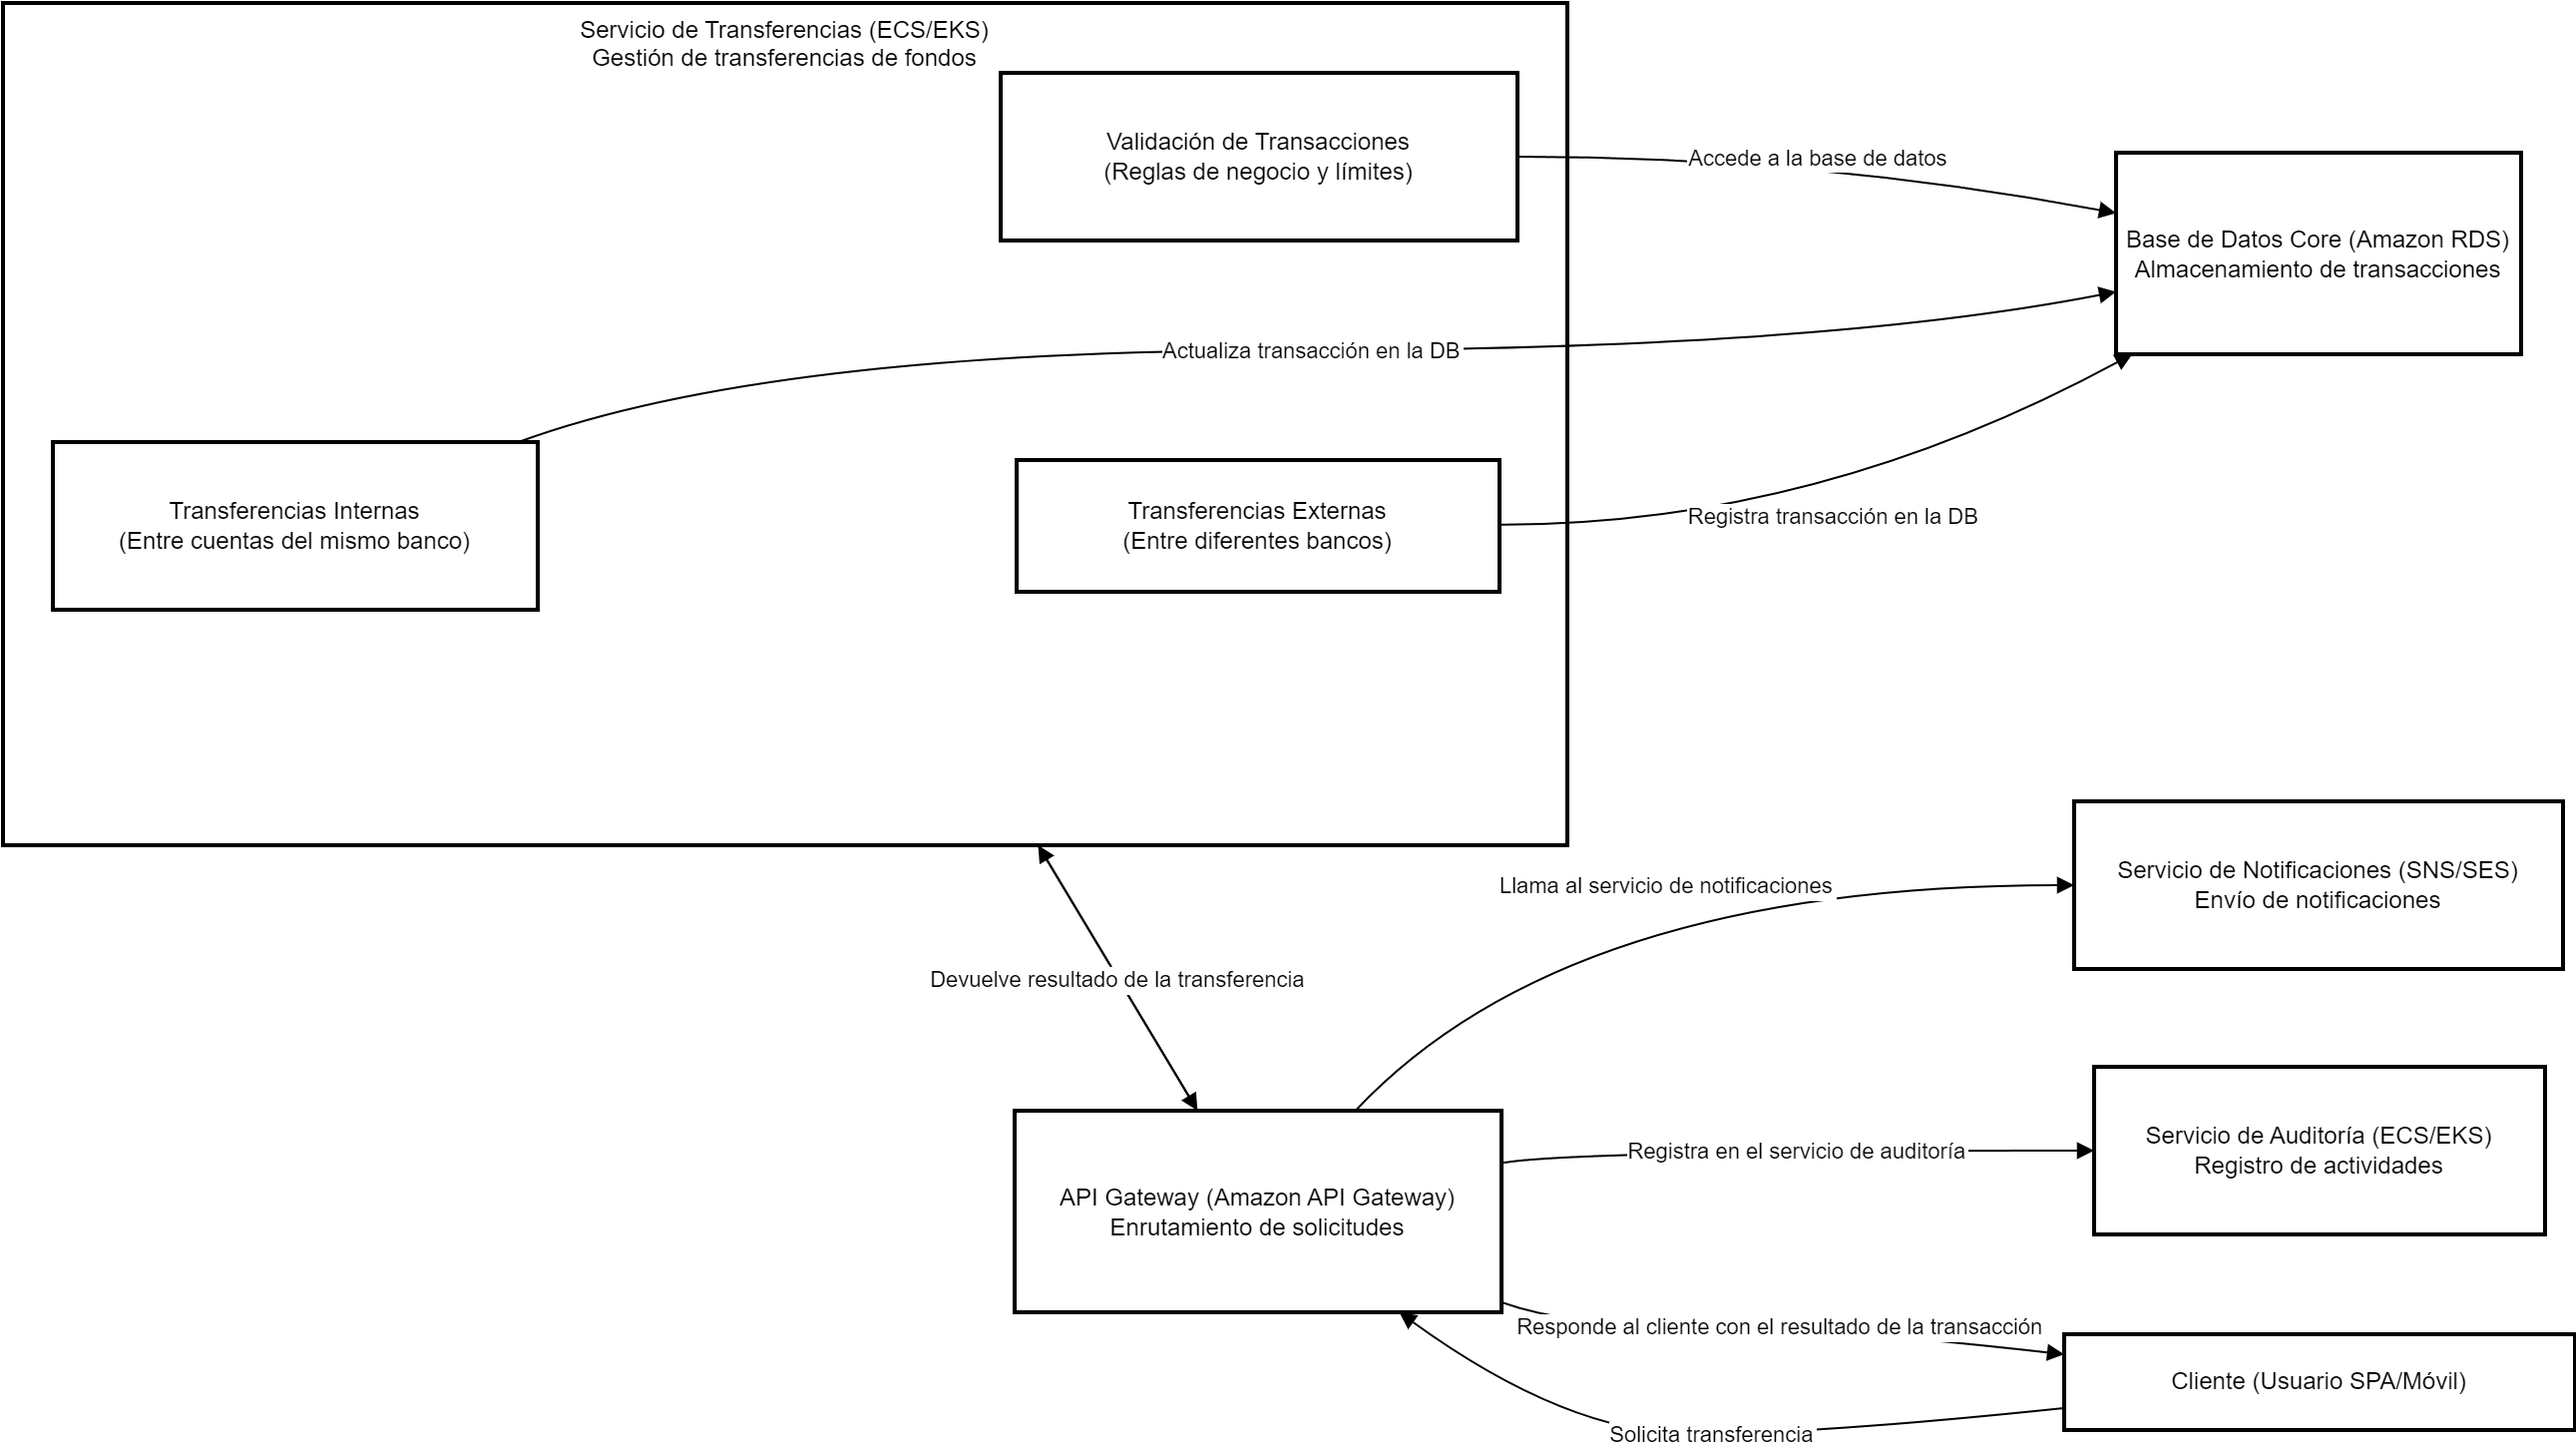 Servicio de Transferencias (ECS/EKS)
Gestión de transferencias de fondos
Validación de Transacciones
(Reglas de negocio y límites)
Accede a la base de datos
Base de Datos Core (Amazon RDS)
Almacenamiento de transacciones
Actualiza transacción en la DB
Transferencias Internas
(Entre cuentas del mismo banco)
Transferencias Externas
(Entre diferentes bancos)
Registra transacción en la DB
Servicio de Notificaciones (SNS/SES)
Envío de notificaciones
Llama al servicio de notificaciones
Devuelve resultado de la transferencia
Servicio de Auditoría (ECS/EKS)
Registro de actividades
Registra en el servicio de auditoría
API Gateway (Amazon API Gateway)
Enrutamiento de solicitudes
Responde al cliente con el resultado de la transacción
Cliente (Usuario SPA/Móvil)
Solicita transferencia